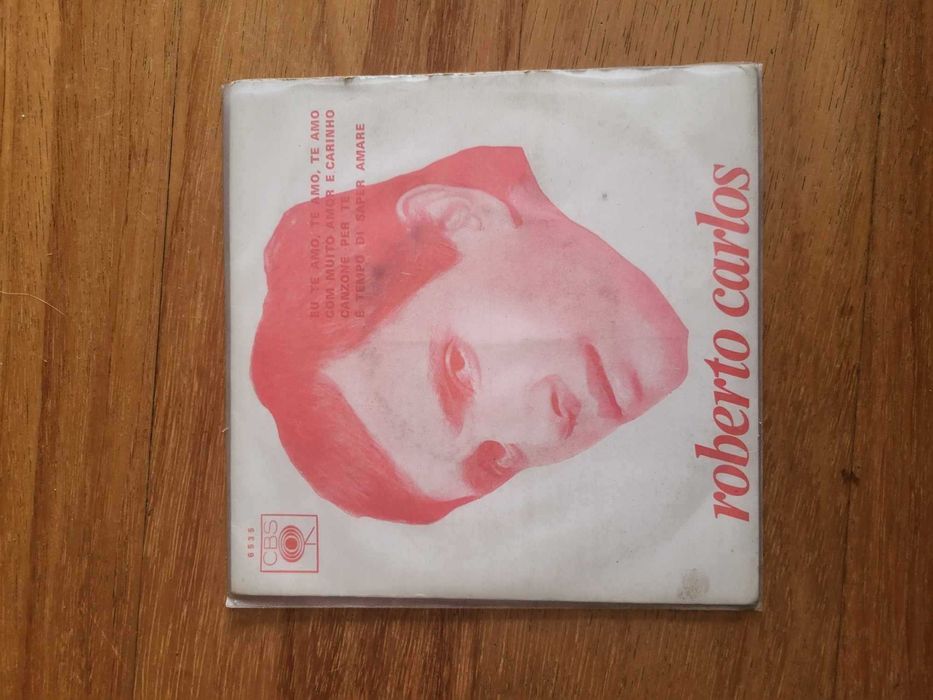 6535
CBS
EU TE AMO, TE AMO, TE AMO
COM MUITO AMOR E CARINHO
CANZONE PER TE
É TEMPO DI SAPER AMARE
roberto carlos